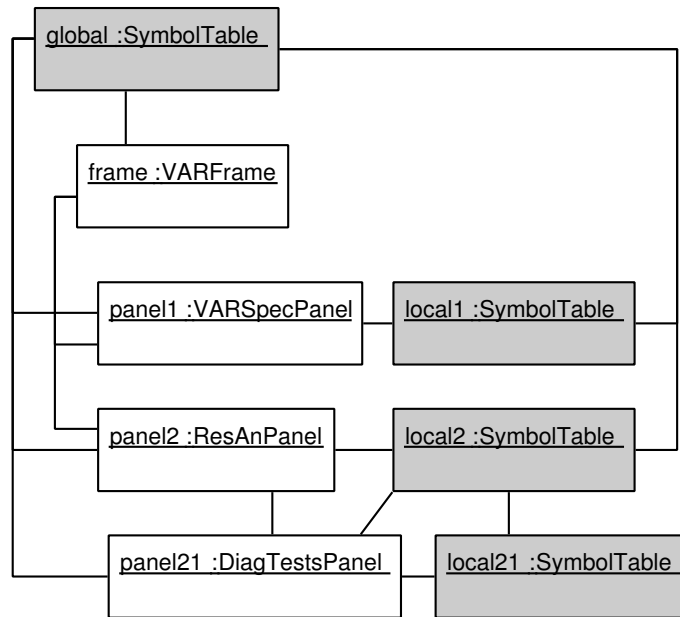 global :SymbolTable
frame :VARFrame
panel1 :VARSpecPanel
local1 :SymbolTable
panel2 :ResAnPanel
local2 :SymbolTable
panel21 :DiagTestsPanel
local21 :SymbolTable